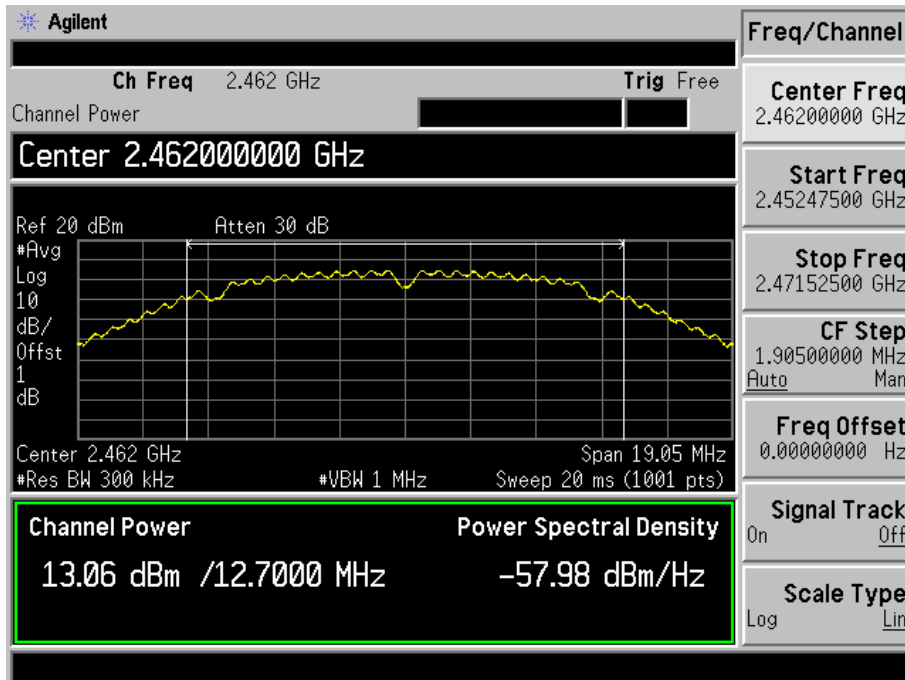 Agilent
Freq/Channel
Ch Freq 2.462 GHz Trig Free
Channel Power
Center 2.462000000 GHz
Ref 20 dBm Atten 30 dB
#Avg
Log
10
dB/
Offst
1
dB
Center 2.462 GHz Span 19.05 MHz
#Res BW 300 kHz #VBW 1 MHz Sweep 20 ms (1001 pts)
Channel Power Power Spectral Density
13.06 dBm /12.7000 MHz -57.98 dBm/Hz
Center Freq
2.46200000 GHz
Start Freq
2.45247500 GHz
Stop Freq
2.47152500 GHz
CF Step
1.90500000 MHz
Auto Man
Freq Offset
0.00000000 Hz
Signal Track
On Off
Scale Type
Log Lin